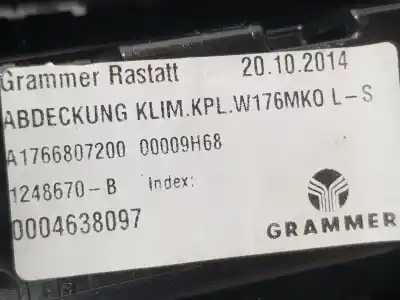 Grammer Rastatt 20.10.2014
ABDECKUNG KLIM.KPL.W176MKO L-S
A1766807200 00009H68
1248670-B Index:
0004638097
GRAMMER